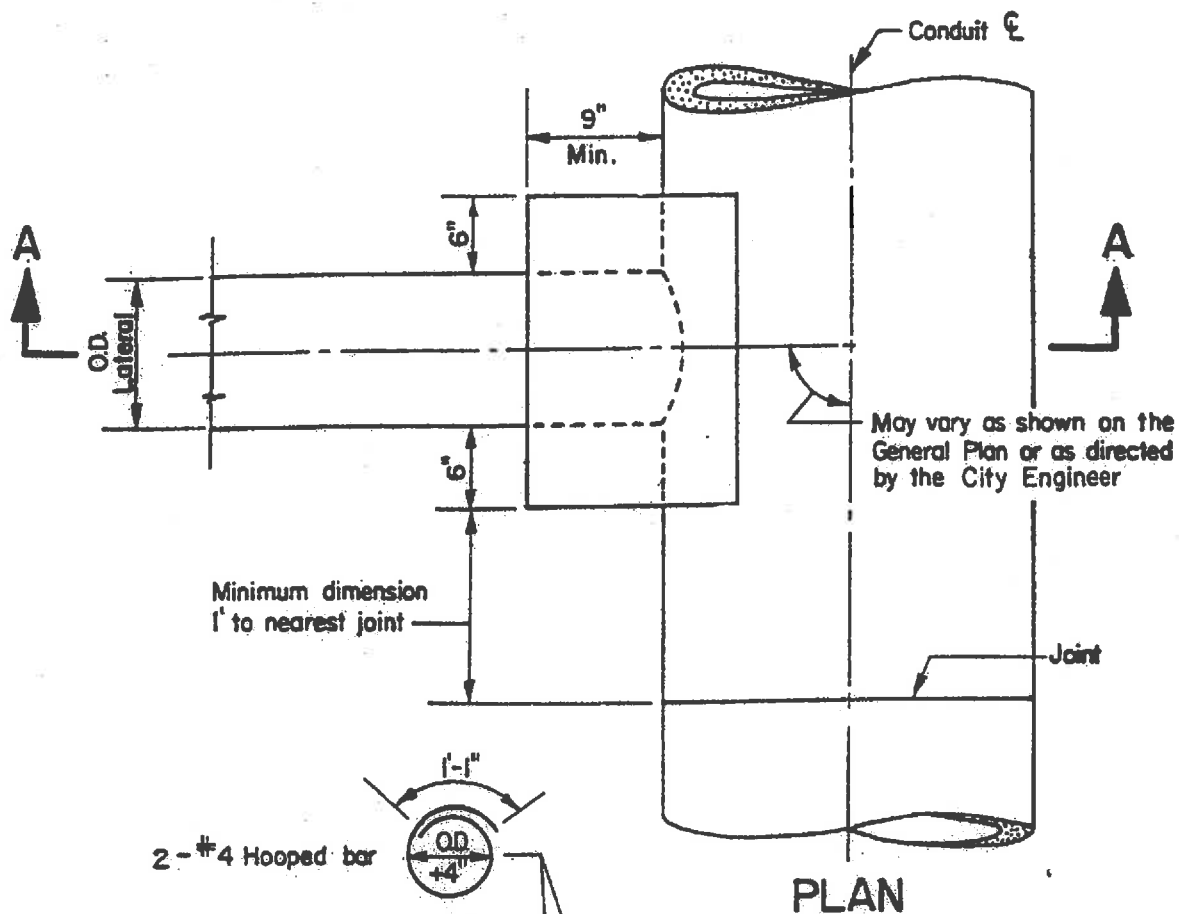 Conduit ℄
9"
Min.
6"
A
A
O.D.
Lateral
May vary as shown on the
General Plan or as directed
by the City Engineer
6"
Minimum dimension
1' to nearest joint
Joint
1'-1"
2-#4 Hooped bar
O.D.
+4"
PLAN